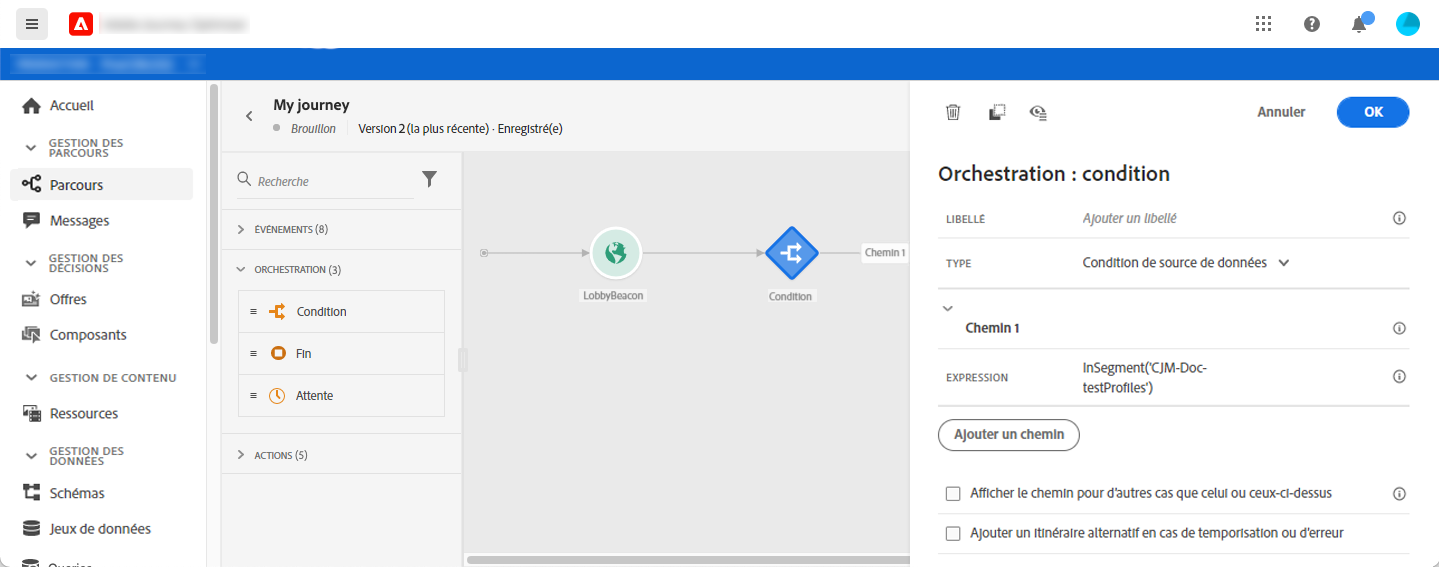 Accueil
GESTION DES
PARCOURS
Parcours
Messages
GESTION DES
DÉCISIONS
Offres
Composants
GESTION DE CONTENU
Ressources
GESTION DES
DONNÉES
Schémas
Jeux de données
My journey
Brouillon
Version 2 (la plus récente) · Enregistré(e)
Recherche
ÉVÉNEMENTS (8)
ORCHESTRATION (3)
Condition
Fin
Attente
ACTIONS (5)
LobbyBeacon
Condition
Chemin 1
Annuler
OK
Orchestration : condition
LIBELLÉ
Ajouter un libellé
TYPE
Condition de source de données
Chemin 1
EXPRESSION
InSegment('CJM-Doc-
testProfiles')
Ajouter un chemin
Afficher le chemin pour d'autres cas que celui ou ceux-ci-dessus
Ajouter un itinéraire alternatif en cas de temporisation ou d'erreur